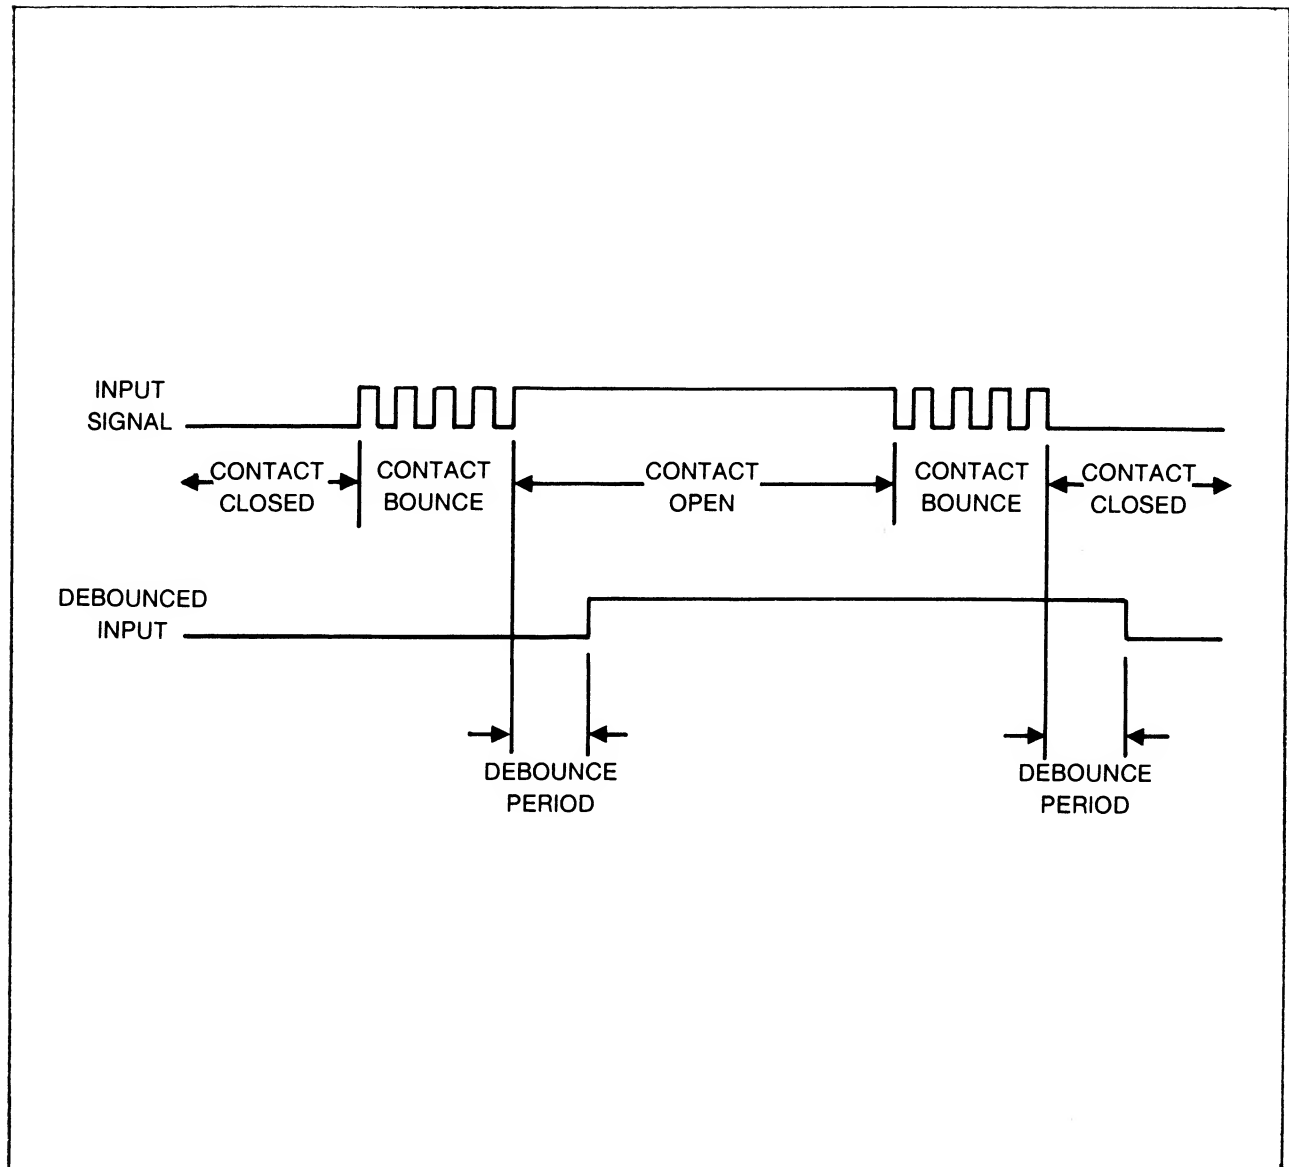 INPUT
SIGNAL
CONTACT
CLOSED
CONTACT
BOUNCE
CONTACT
OPEN
CONTACT
BOUNCE
CONTACT
CLOSED
DEBOUNCED
INPUT
DEBOUNCE
PERIOD
DEBOUNCE
PERIOD